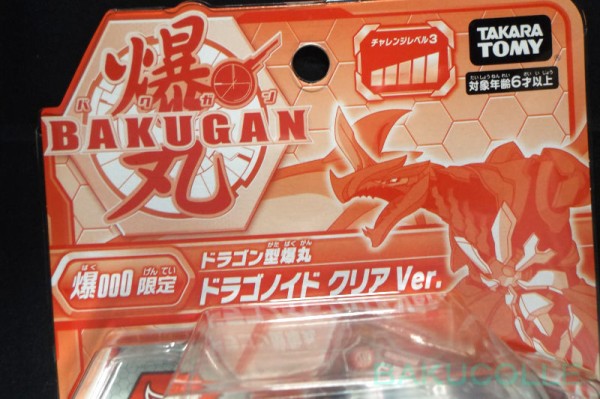 爆丸
バクガン
BAKUGAN
チャレンジレベル3
TAKARA
TOMY
たいしょうねんれい さい いじょう
対象年齢6才以上
かた ばく がん
ドラゴン型爆丸
ばく げん てい
爆000 限定
ドラゴノイド クリア Ver.
BAKUCOLLE